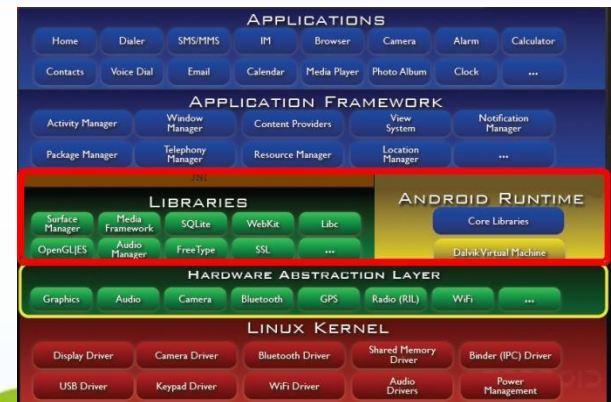 APPLICATIONS
Home Dialer SMS/MMS IM Browser Camera Alarm Calculator
Contacts Voice Dial Email Calendar Media Player Photo Album Clock ...
APPLICATION FRAMEWORK
Activity Manager Window Manager Content Providers View System Notification Manager
Package Manager Telephony Manager Resource Manager Location Manager ...
JNI
LIBRARIES
Surface Manager Media Framework SQLite WebKit Libc
OpenGL|ES Audio Manager FreeType SSL ...
ANDROID RUNTIME
Core Libraries
Dalvik Virtual Machine
HARDWARE ABSTRACTION LAYER
Graphics Audio Camera Bluetooth GPS Radio (RIL) WiFi ...
LINUX KERNEL
Display Driver Camera Driver Bluetooth Driver Shared Memory Driver Binder (IPC) Driver
USB Driver Keypad Driver WiFi Driver Audio Drivers Power Management